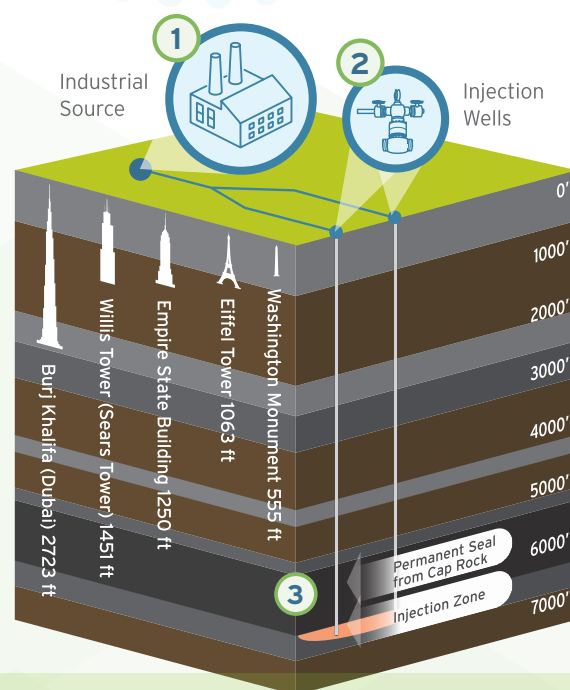 1
Industrial
Source
2
Injection
Wells
0'
1000'
2000'
3000'
4000'
5000'
6000'
7000'
Burj Khalifa (Dubai) 2723 ft
Willis Tower (Sears Tower) 1451 ft
Empire State Building 1250 ft
Eiffel Tower 1063 ft
Washington Monument 555 ft
3
Permanent Seal
from Cap Rock
Injection Zone